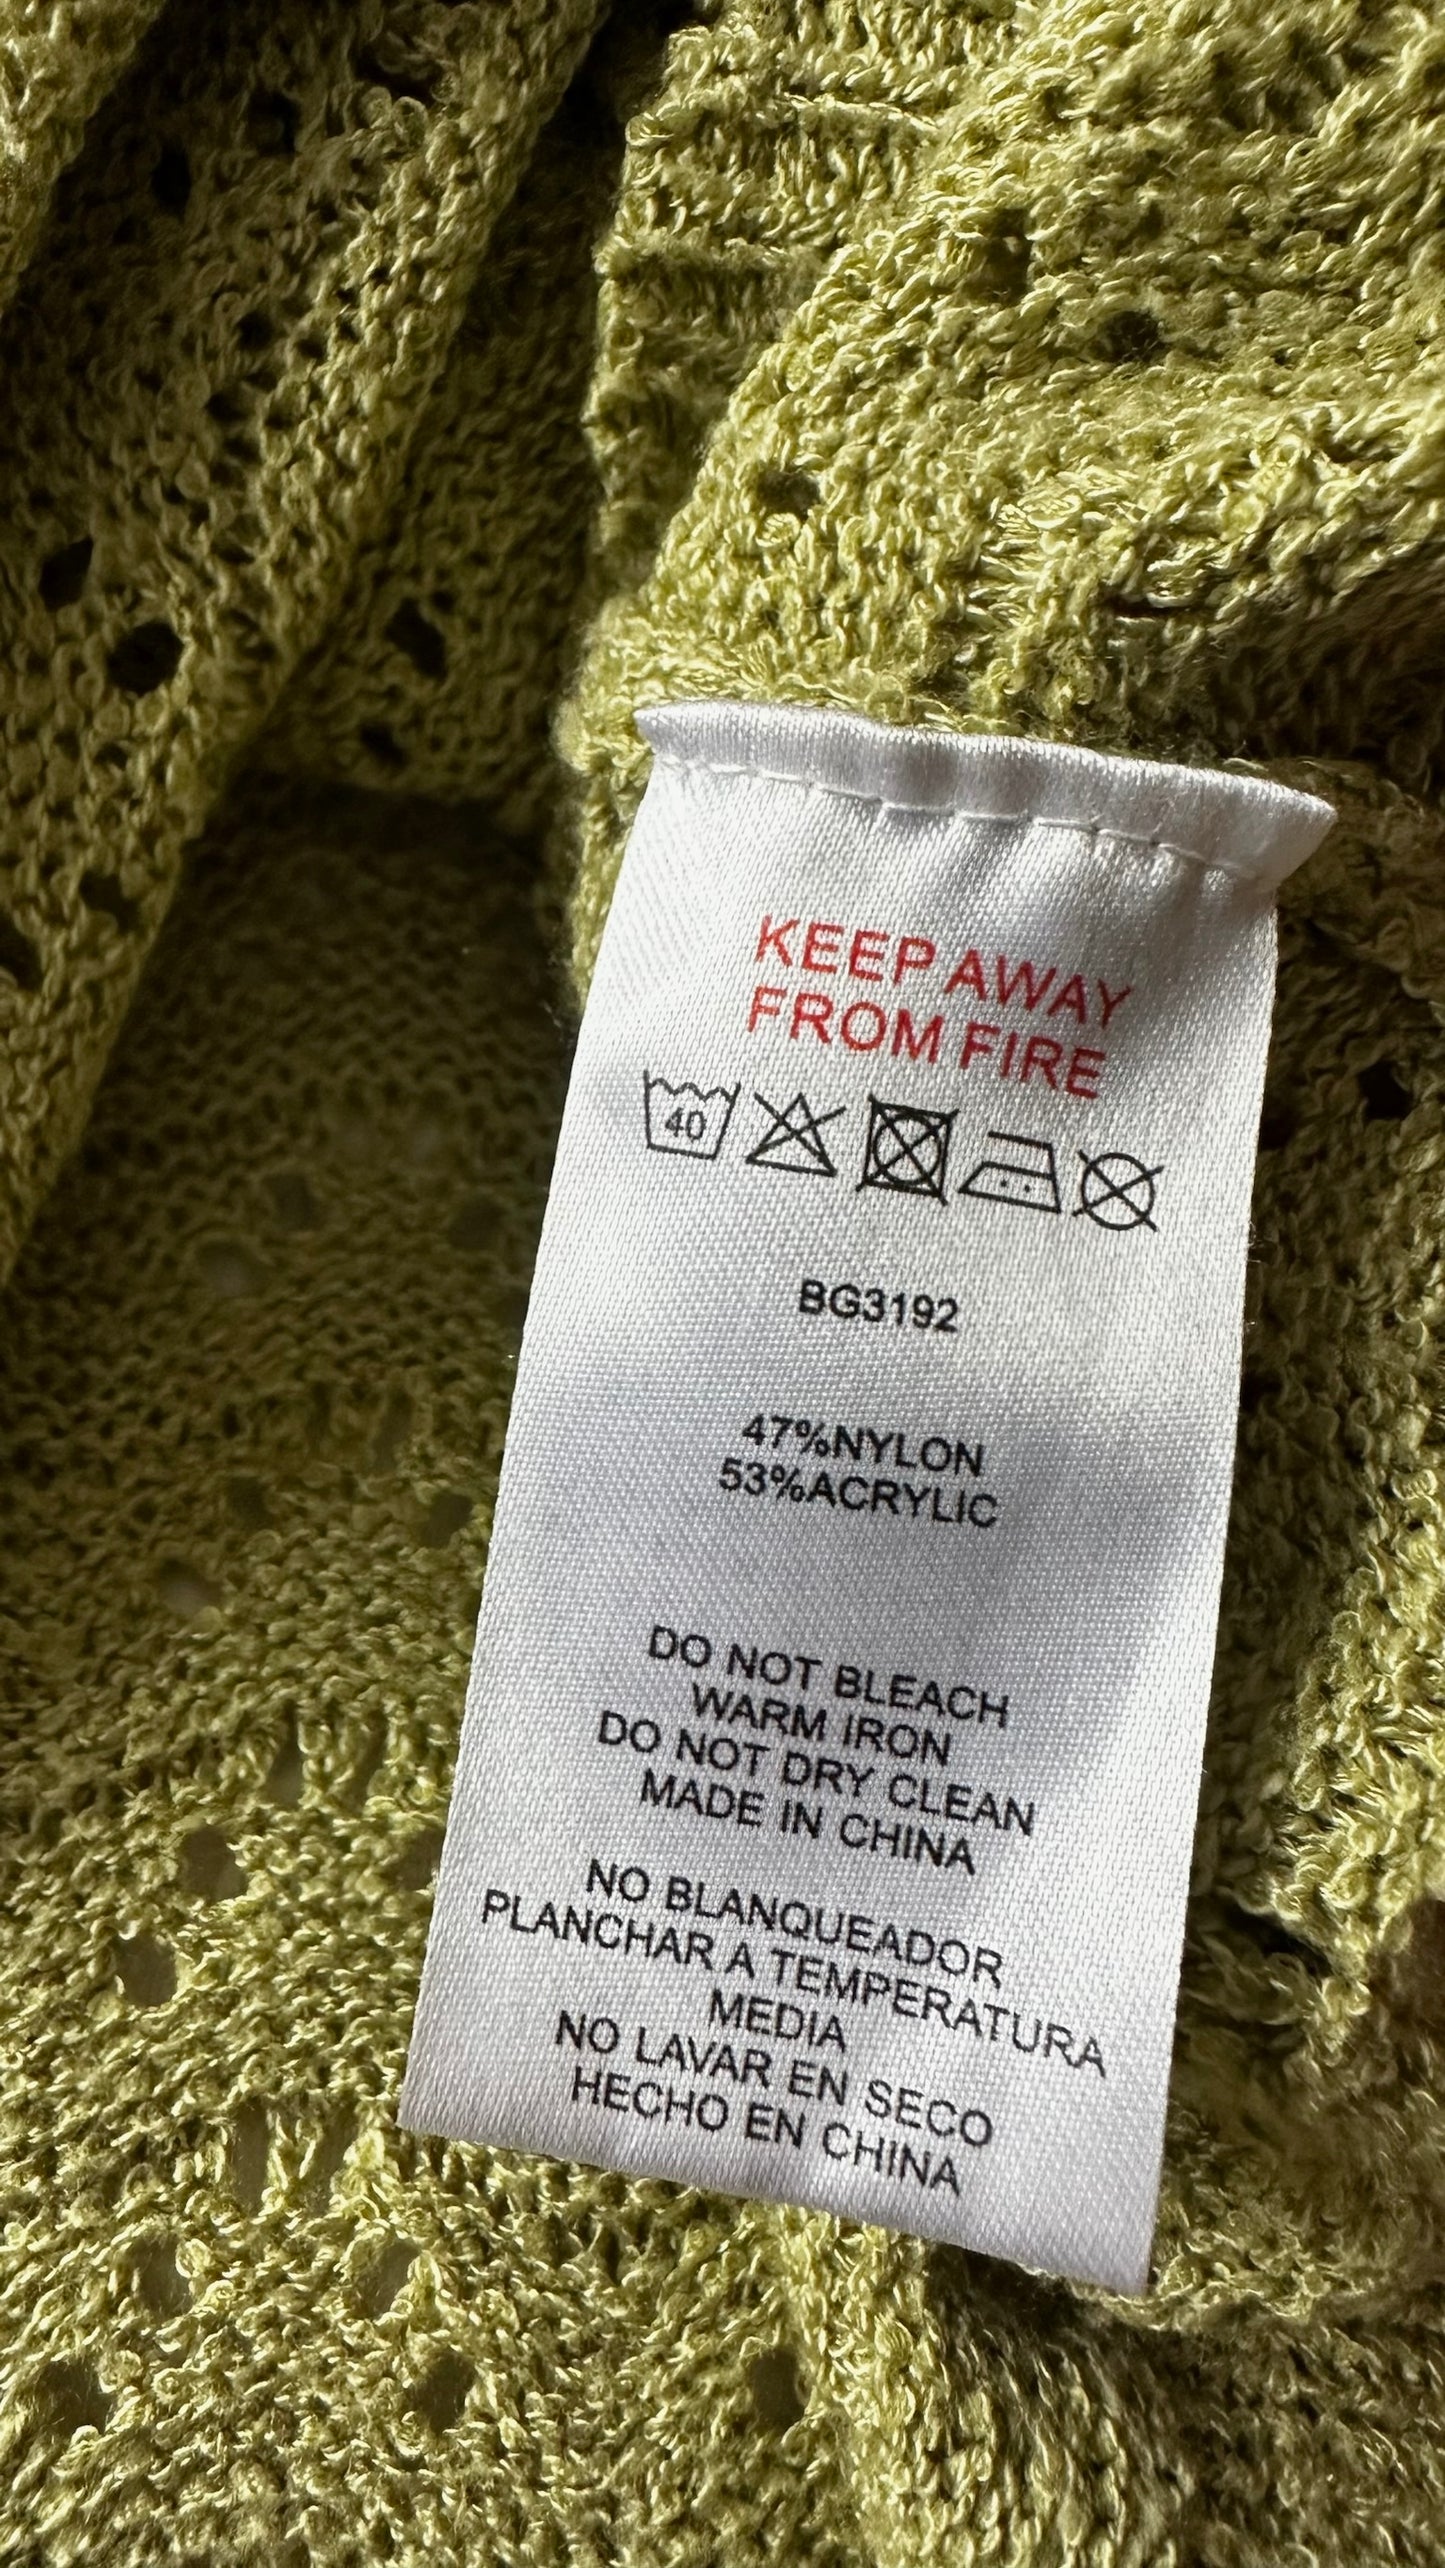 KEEP AWAY
FROM FIRE
40
BG3192
47%NYLON
53%ACRYLIC
DO NOT BLEACH
WARM IRON
DO NOT DRY CLEAN
MADE IN CHINA
NO BLANQUEADOR
PLANCHAR A TEMPERATURA
MEDIA
NO LAVAR EN SECO
HECHO EN CHINA